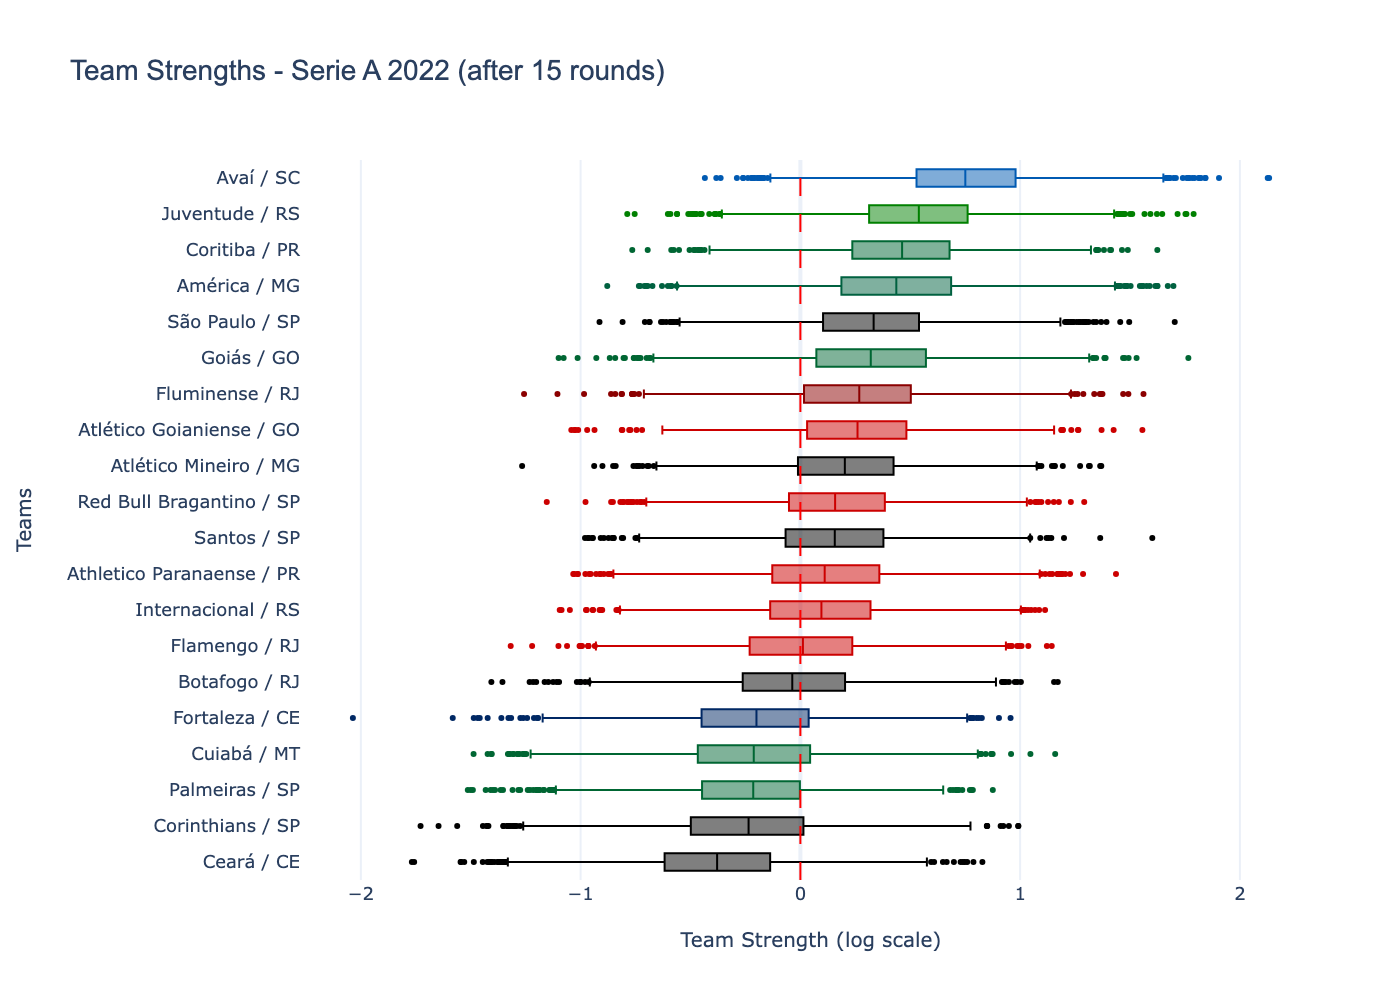 Team Strengths - Serie A 2022 (after 15 rounds)
Avaí / SC
Juventude / RS
Coritiba / PR
América / MG
São Paulo / SP
Goiás / GO
Fluminense / RJ
Atlético Goianiense / GO
Atlético Mineiro / MG
Red Bull Bragantino / SP
Santos / SP
Athletico Paranaense / PR
Internacional / RS
Flamengo / RJ
Botafogo / RJ
Fortaleza / CE
Cuiabá / MT
Palmeiras / SP
Corinthians / SP
Ceará / CE
Teams
−2 −1 0 1 2
Team Strength (log scale)